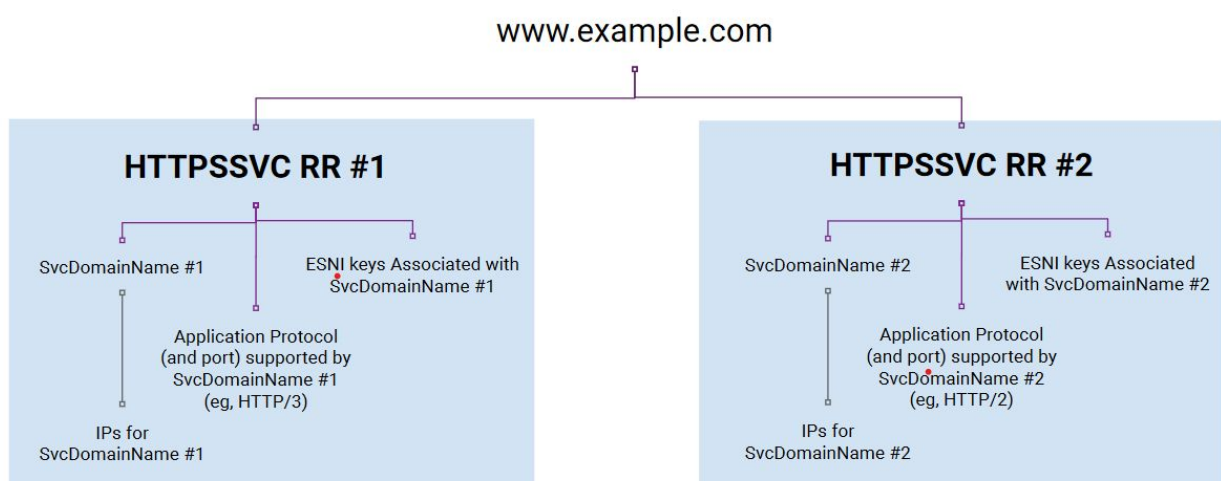 www.example.com
HTTPSSVC RR #1
SvcDomainName #1
ESNI keys Associated with
SvcDomainName #1
Application Protocol
(and port) supported by
SvcDomainName #1
(eg, HTTP/3)
IPs for
SvcDomainName #1
HTTPSSVC RR #2
SvcDomainName #2
ESNI keys Associated
with SvcDomainName #2
Application Protocol
(and port) supported by
SvcDomainName #2
(eg, HTTP/2)
IPs for
SvcDomainName #2